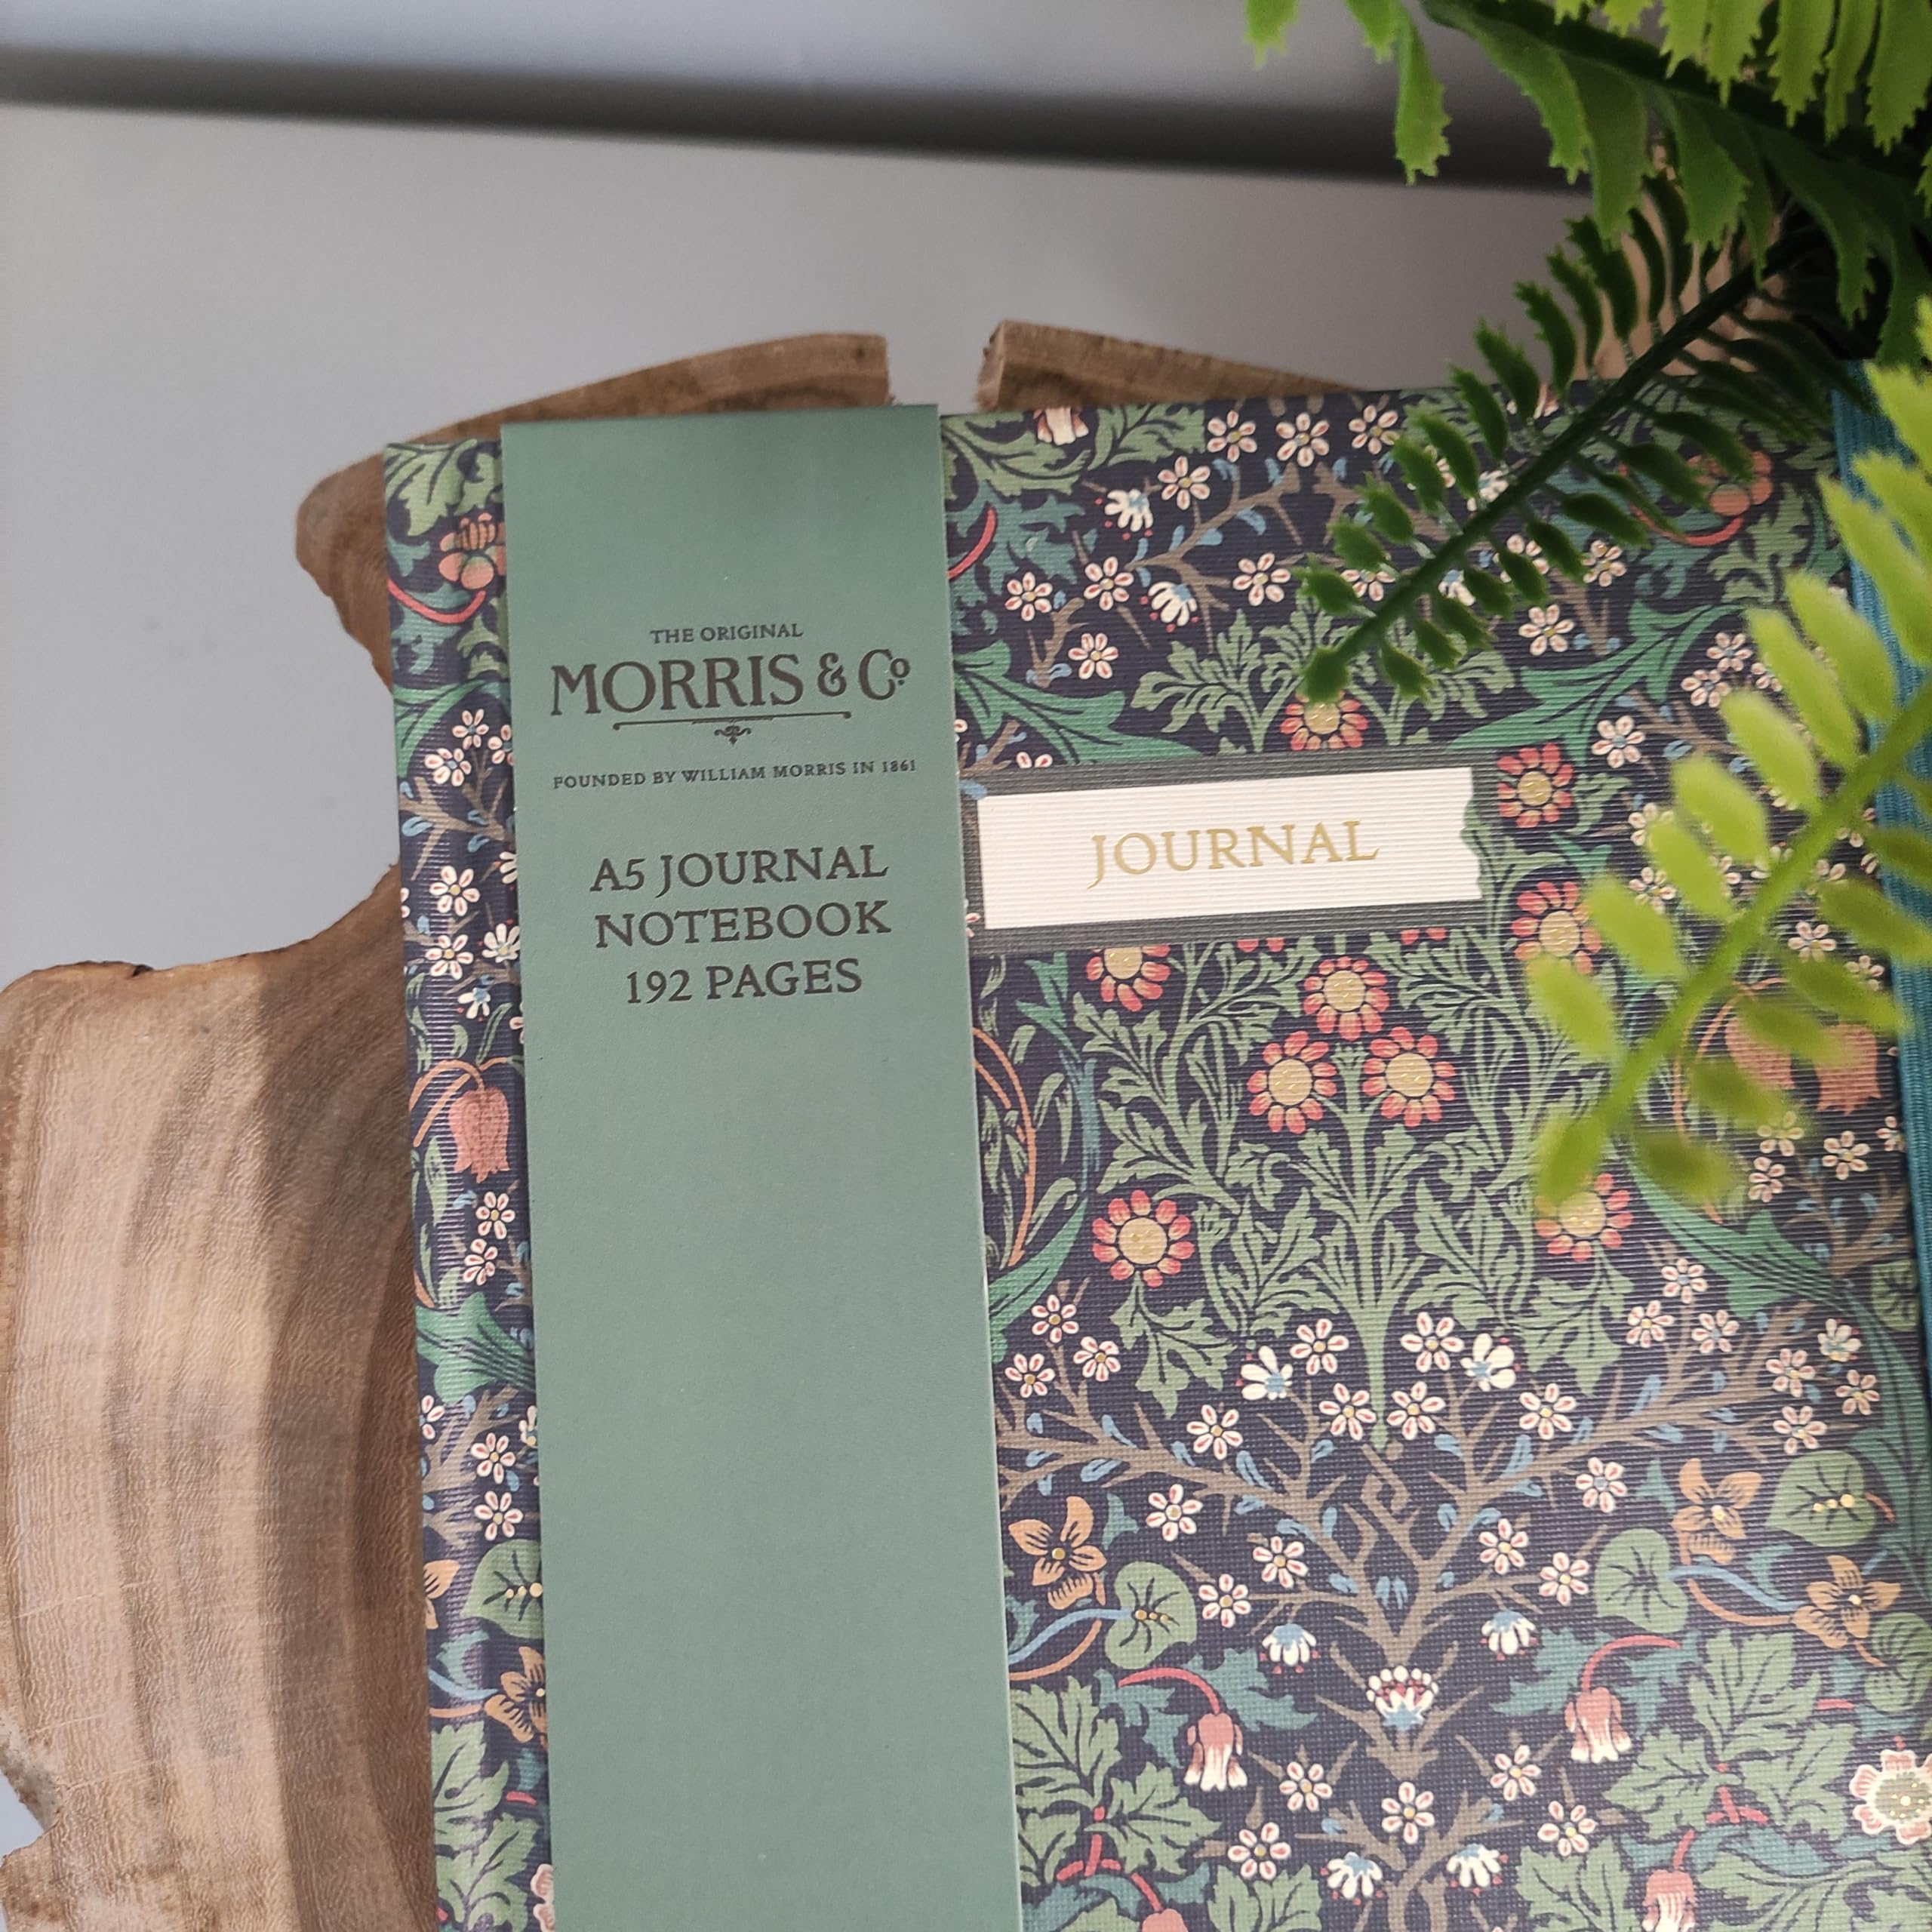 THE ORIGINAL
MORRIS & Co.
FOUNDED BY WILLIAM MORRIS IN 1861
A5 JOURNAL
NOTEBOOK
192 PAGES
JOURNAL